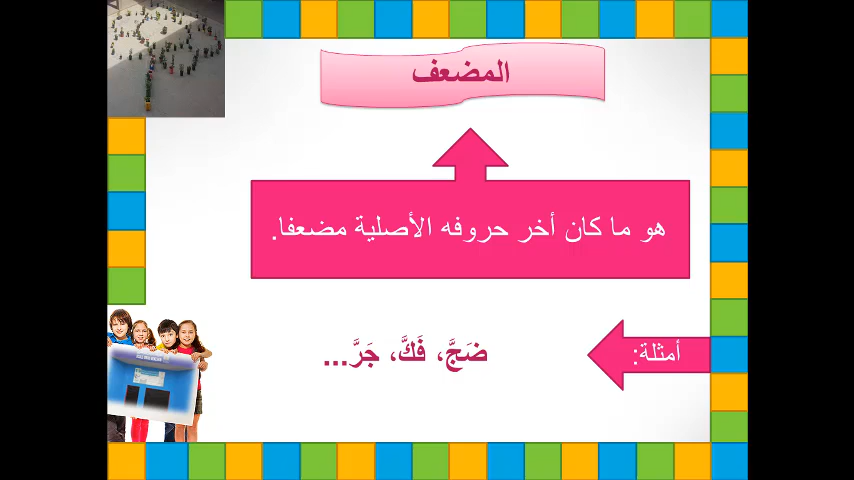 المضعف
هو ما كان أخر حروفه الأصلية مضعفا.
أمثلة:
ضَجَّ، فَكَّ، جَرَّ...